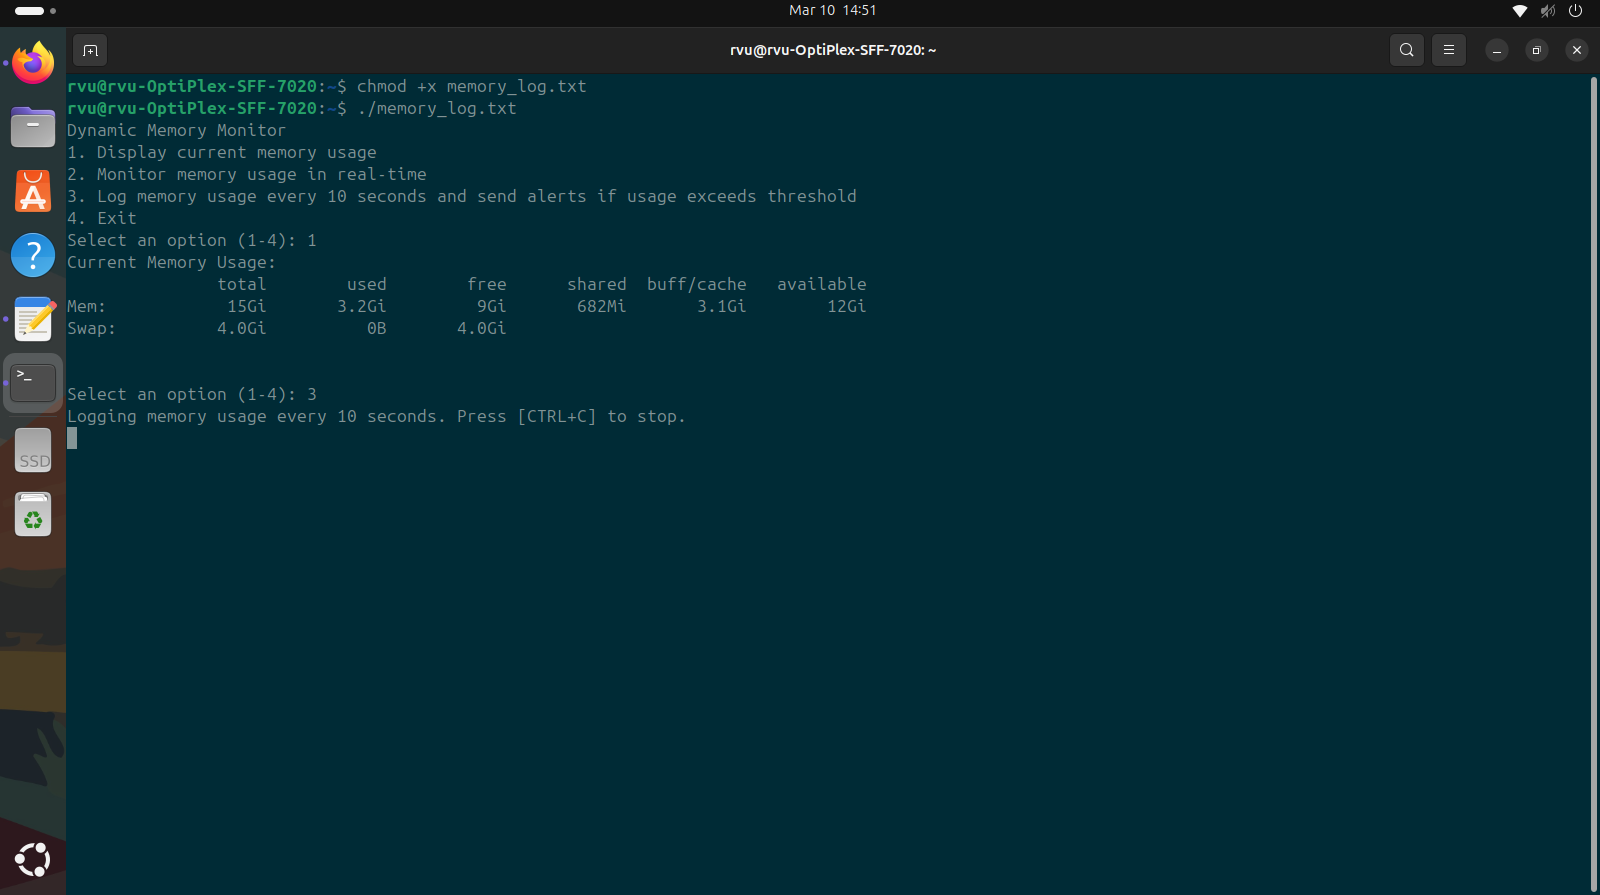 Mar 10 14:51
rvu@rvu-OptiPlex-SFF-7020: ~
rvu@rvu-OptiPlex-SFF-7020:~$ chmod +x memory_log.txt
rvu@rvu-OptiPlex-SFF-7020:~$ ./memory_log.txt
Dynamic Memory Monitor
1. Display current memory usage
2. Monitor memory usage in real-time
3. Log memory usage every 10 seconds and send alerts if usage exceeds threshold
4. Exit
Select an option (1-4): 1
Current Memory Usage:
total used free shared buff/cache available
Mem: 15Gi 3.2Gi 9Gi 682Mi 3.1Gi 12Gi
Swap: 4.0Gi 0B 4.0Gi
Select an option (1-4): 3
Logging memory usage every 10 seconds. Press [CTRL+C] to stop.
>_
SSD